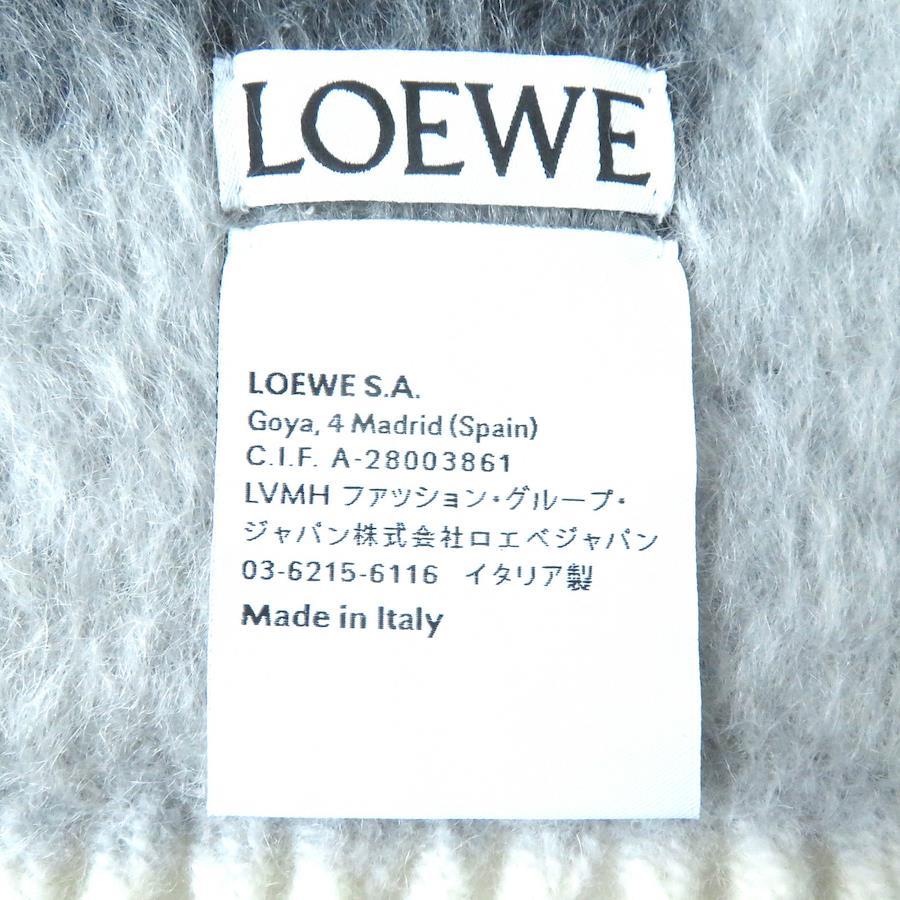 LOEWE
LOEWE S.A.
Goya, 4 Madrid (Spain)
C.I.F. A-28003861
LVMH ファッション・グループ・
ジャパン株式会社ロエベジャパン
03-6215-6116 イタリア製
Made in Italy